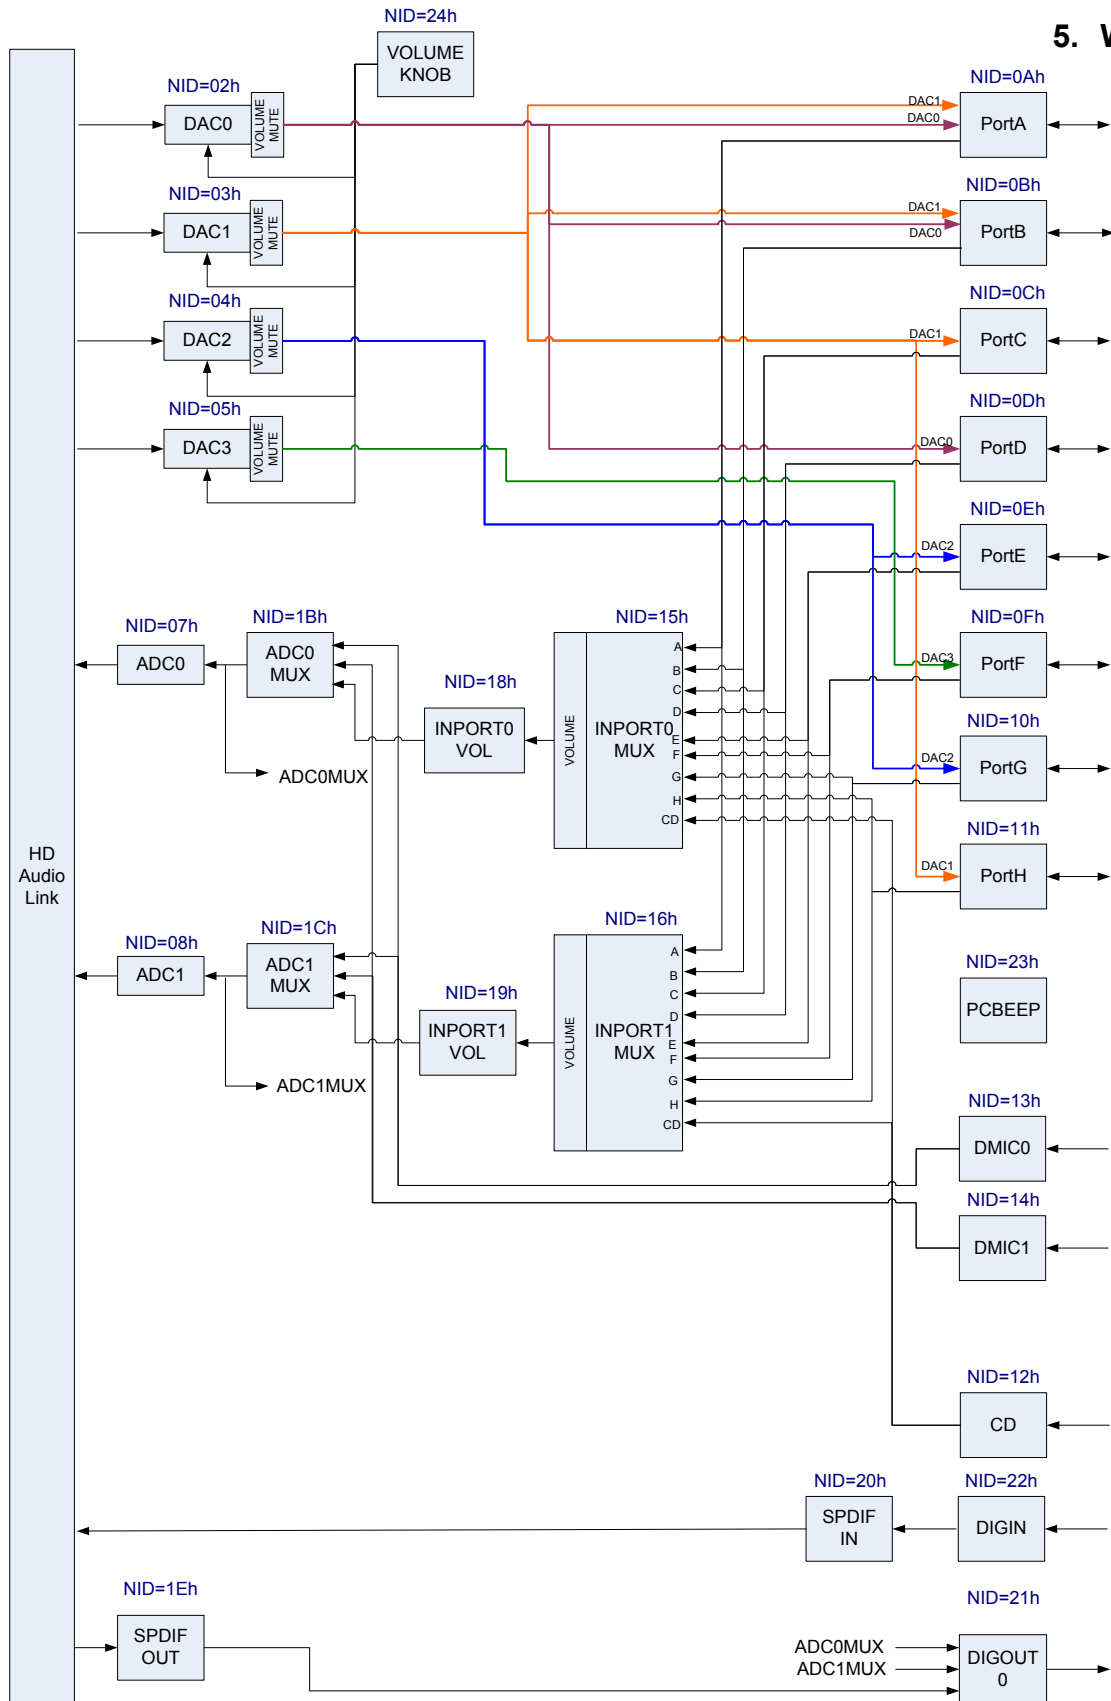 5. W
NID=24h
VOLUME
KNOB
NID=02h
DAC0
VOLUME
MUTE
NID=03h
DAC1
VOLUME
MUTE
NID=04h
DAC2
VOLUME
MUTE
NID=05h
DAC3
VOLUME
MUTE
NID=0Ah
DAC1
DAC0
PortA
NID=0Bh
DAC1
DAC0
PortB
NID=0Ch
DAC1
PortC
NID=0Dh
DAC0
PortD
NID=0Eh
DAC2
PortE
NID=0Fh
DAC3
PortF
NID=10h
DAC2
PortG
NID=11h
DAC1
PortH
NID=07h
ADC0
NID=1Bh
ADC0
MUX
ADC0MUX
NID=18h
INPORT0
VOL
NID=15h
VOLUME
INPORT0
MUX
A
B
C
D
E
F
G
H
CD
HD
Audio
Link
NID=08h
ADC1
NID=1Ch
ADC1
MUX
ADC1MUX
NID=19h
INPORT1
VOL
NID=16h
VOLUME
INPORT1
MUX
A
B
C
D
E
F
G
H
CD
NID=23h
PCBEEP
NID=13h
DMIC0
NID=14h
DMIC1
NID=12h
CD
NID=20h
SPDIF
IN
NID=22h
DIGIN
NID=1Eh
SPDIF
OUT
NID=21h
ADC0MUX
ADC1MUX
DIGOUT
0